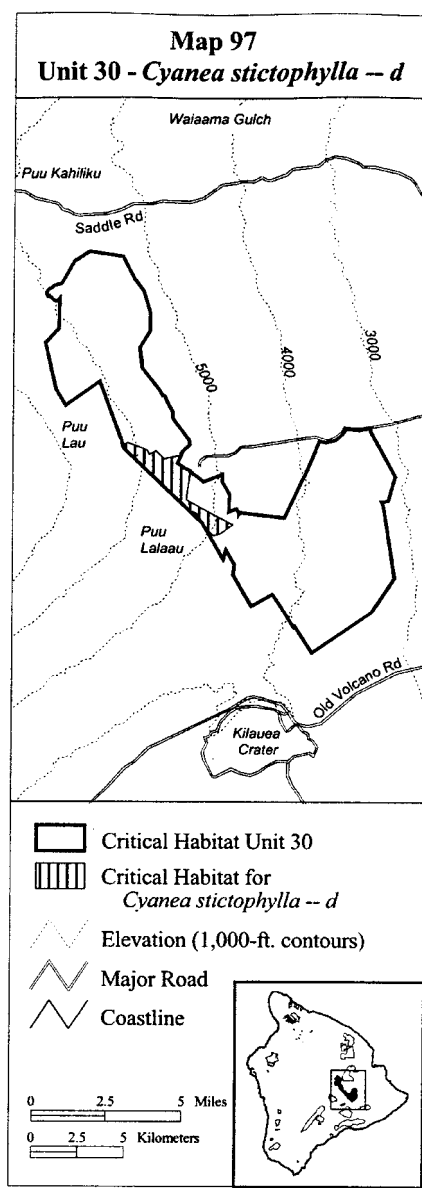 Map 97
Unit 30 - Cyanea stictophylla -- d
Waiaama Gulch
Puu Kahiliku
Saddle Rd
5000
4000
3000
Puu
Lau
Puu
Lalaau
Old Volcano Rd
Kilauea
Crater
Critical Habitat Unit 30
Critical Habitat for
Cyanea stictophylla -- d
Elevation (1,000-ft. contours)
Major Road
Coastline
0 2.5 5 Miles
0 2.5 5 Kilometers